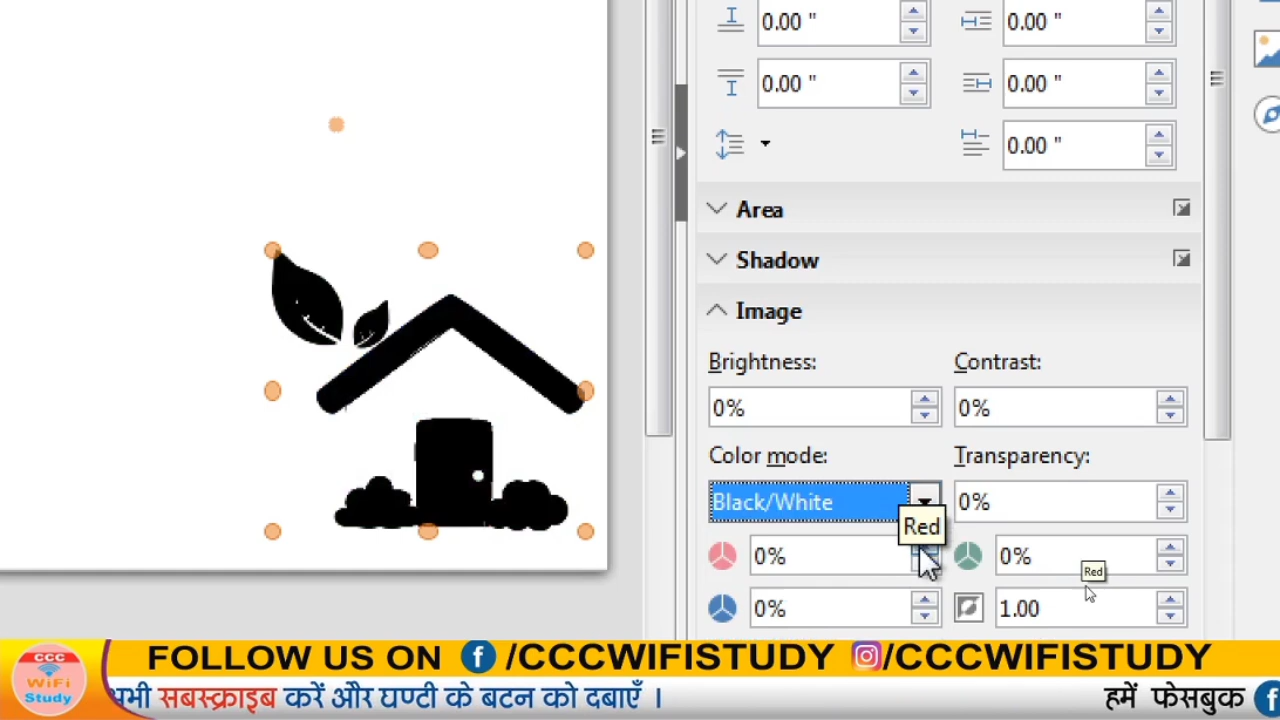 0.00 " 0.00 "
0.00 " 0.00 "
0.00 "
Area
Shadow
Image
Brightness: Contrast:
0% 0%
Color mode: Transparency:
Black/White 0%
Red
0% 0%
Red
0% 1.00
FOLLOW US ON f /CCCWIFISTUDY /CCCWIFISTUDY
CCC
WiFi
Study
अभी सबस्क्राइब करें और घण्टी के बटन को दबाएँ । हमें फेसबुक f